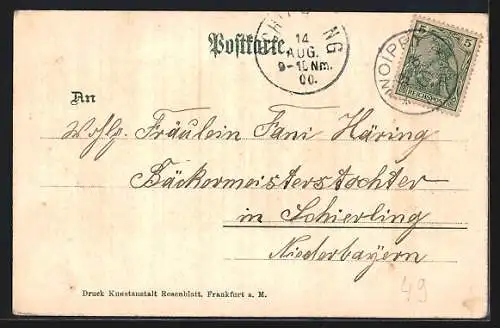 Postkarte
14
AUG.
9-10 Nm.
00.
5 5
An
Wohlg. Fräulein Fani Häring
Bäckermeisterstochter
in Schierling
Niederbayern
49
Druck Kunstanstalt Rosenblatt, Frankfurt a. M.